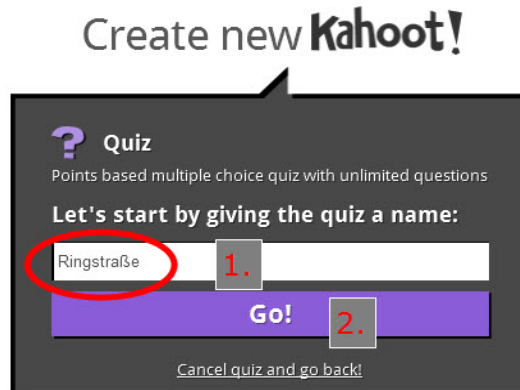 Create new Kahoot!
? Quiz
Points based multiple choice quiz with unlimited questions
Let's start by giving the quiz a name:
Ringstraße 1.
Go! 2.
Cancel quiz and go back!